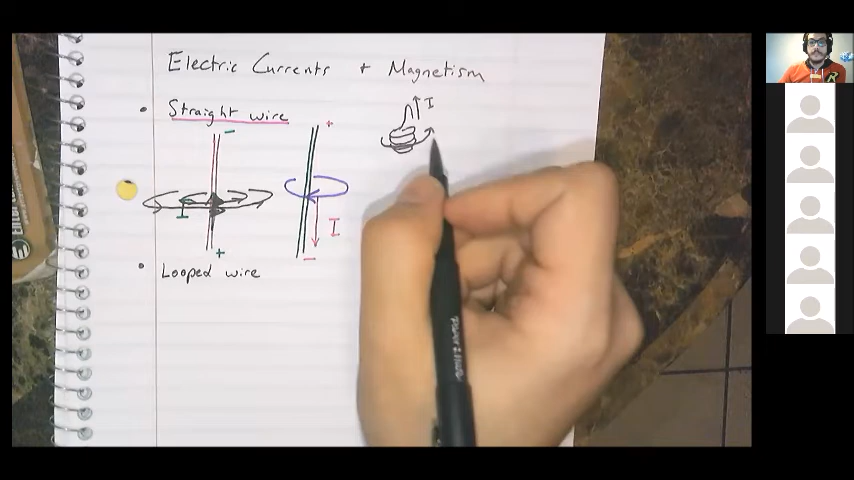 Electric Currents + Magnetism
• Straight wire
I
-
+
I
+
I
-
• Looped wire